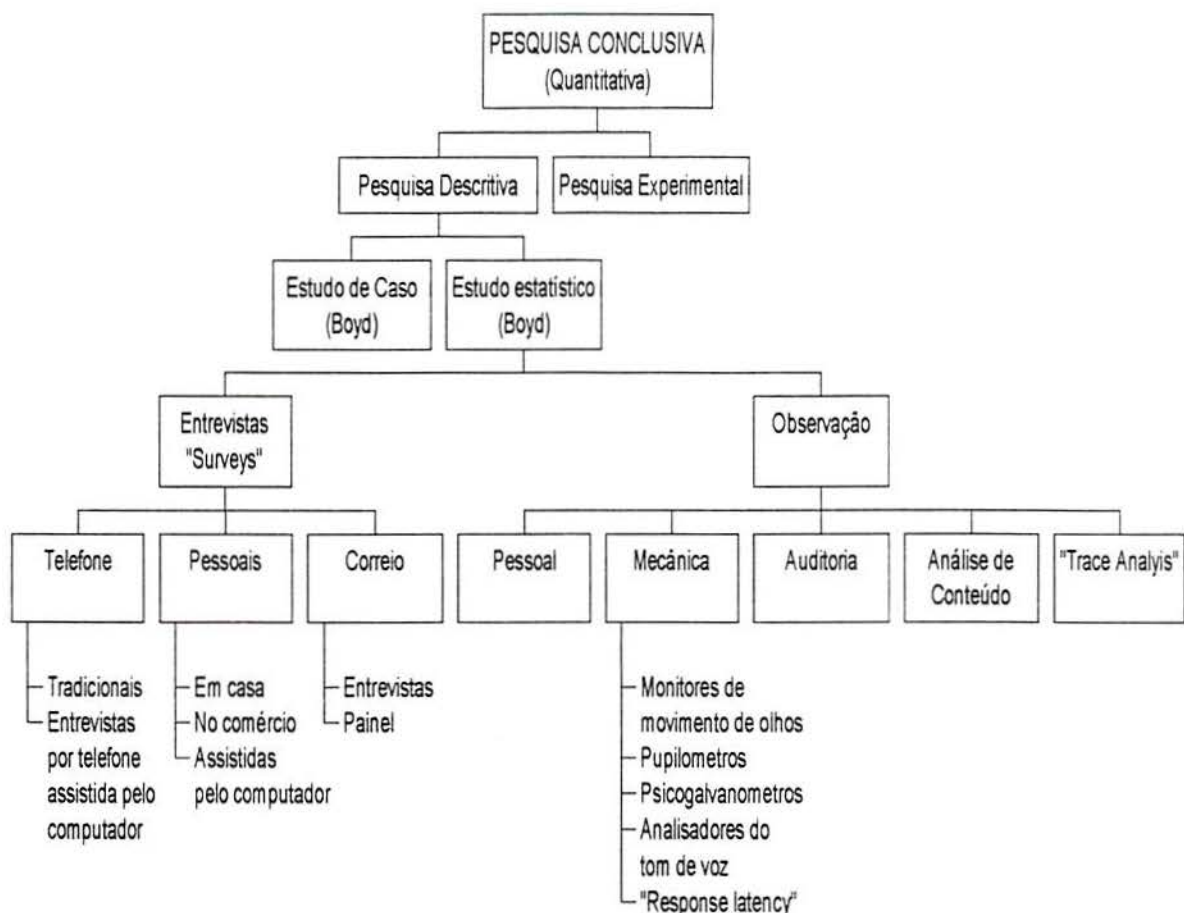 PESQUISA CONCLUSIVA
(Quantitativa)
Pesquisa Descritiva
Pesquisa Experimental
Estudo de Caso
(Boyd)
Estudo estatístico
(Boyd)
Entrevistas
"Surveys"
Observação
Telefone
Pessoais
Correio
Pessoal
Mecânica
Auditoria
Análise de
Conteúdo
"Trace Analyis"
Tradicionais
Entrevistas
por telefone
assistida pelo
computador
Em casa
No comércio
Assistidas
pelo computador
Entrevistas
Painel
Monitores de
movimento de olhos
Pupilometros
Psicogalvanometros
Analisadores do
tom de voz
"Response latency"